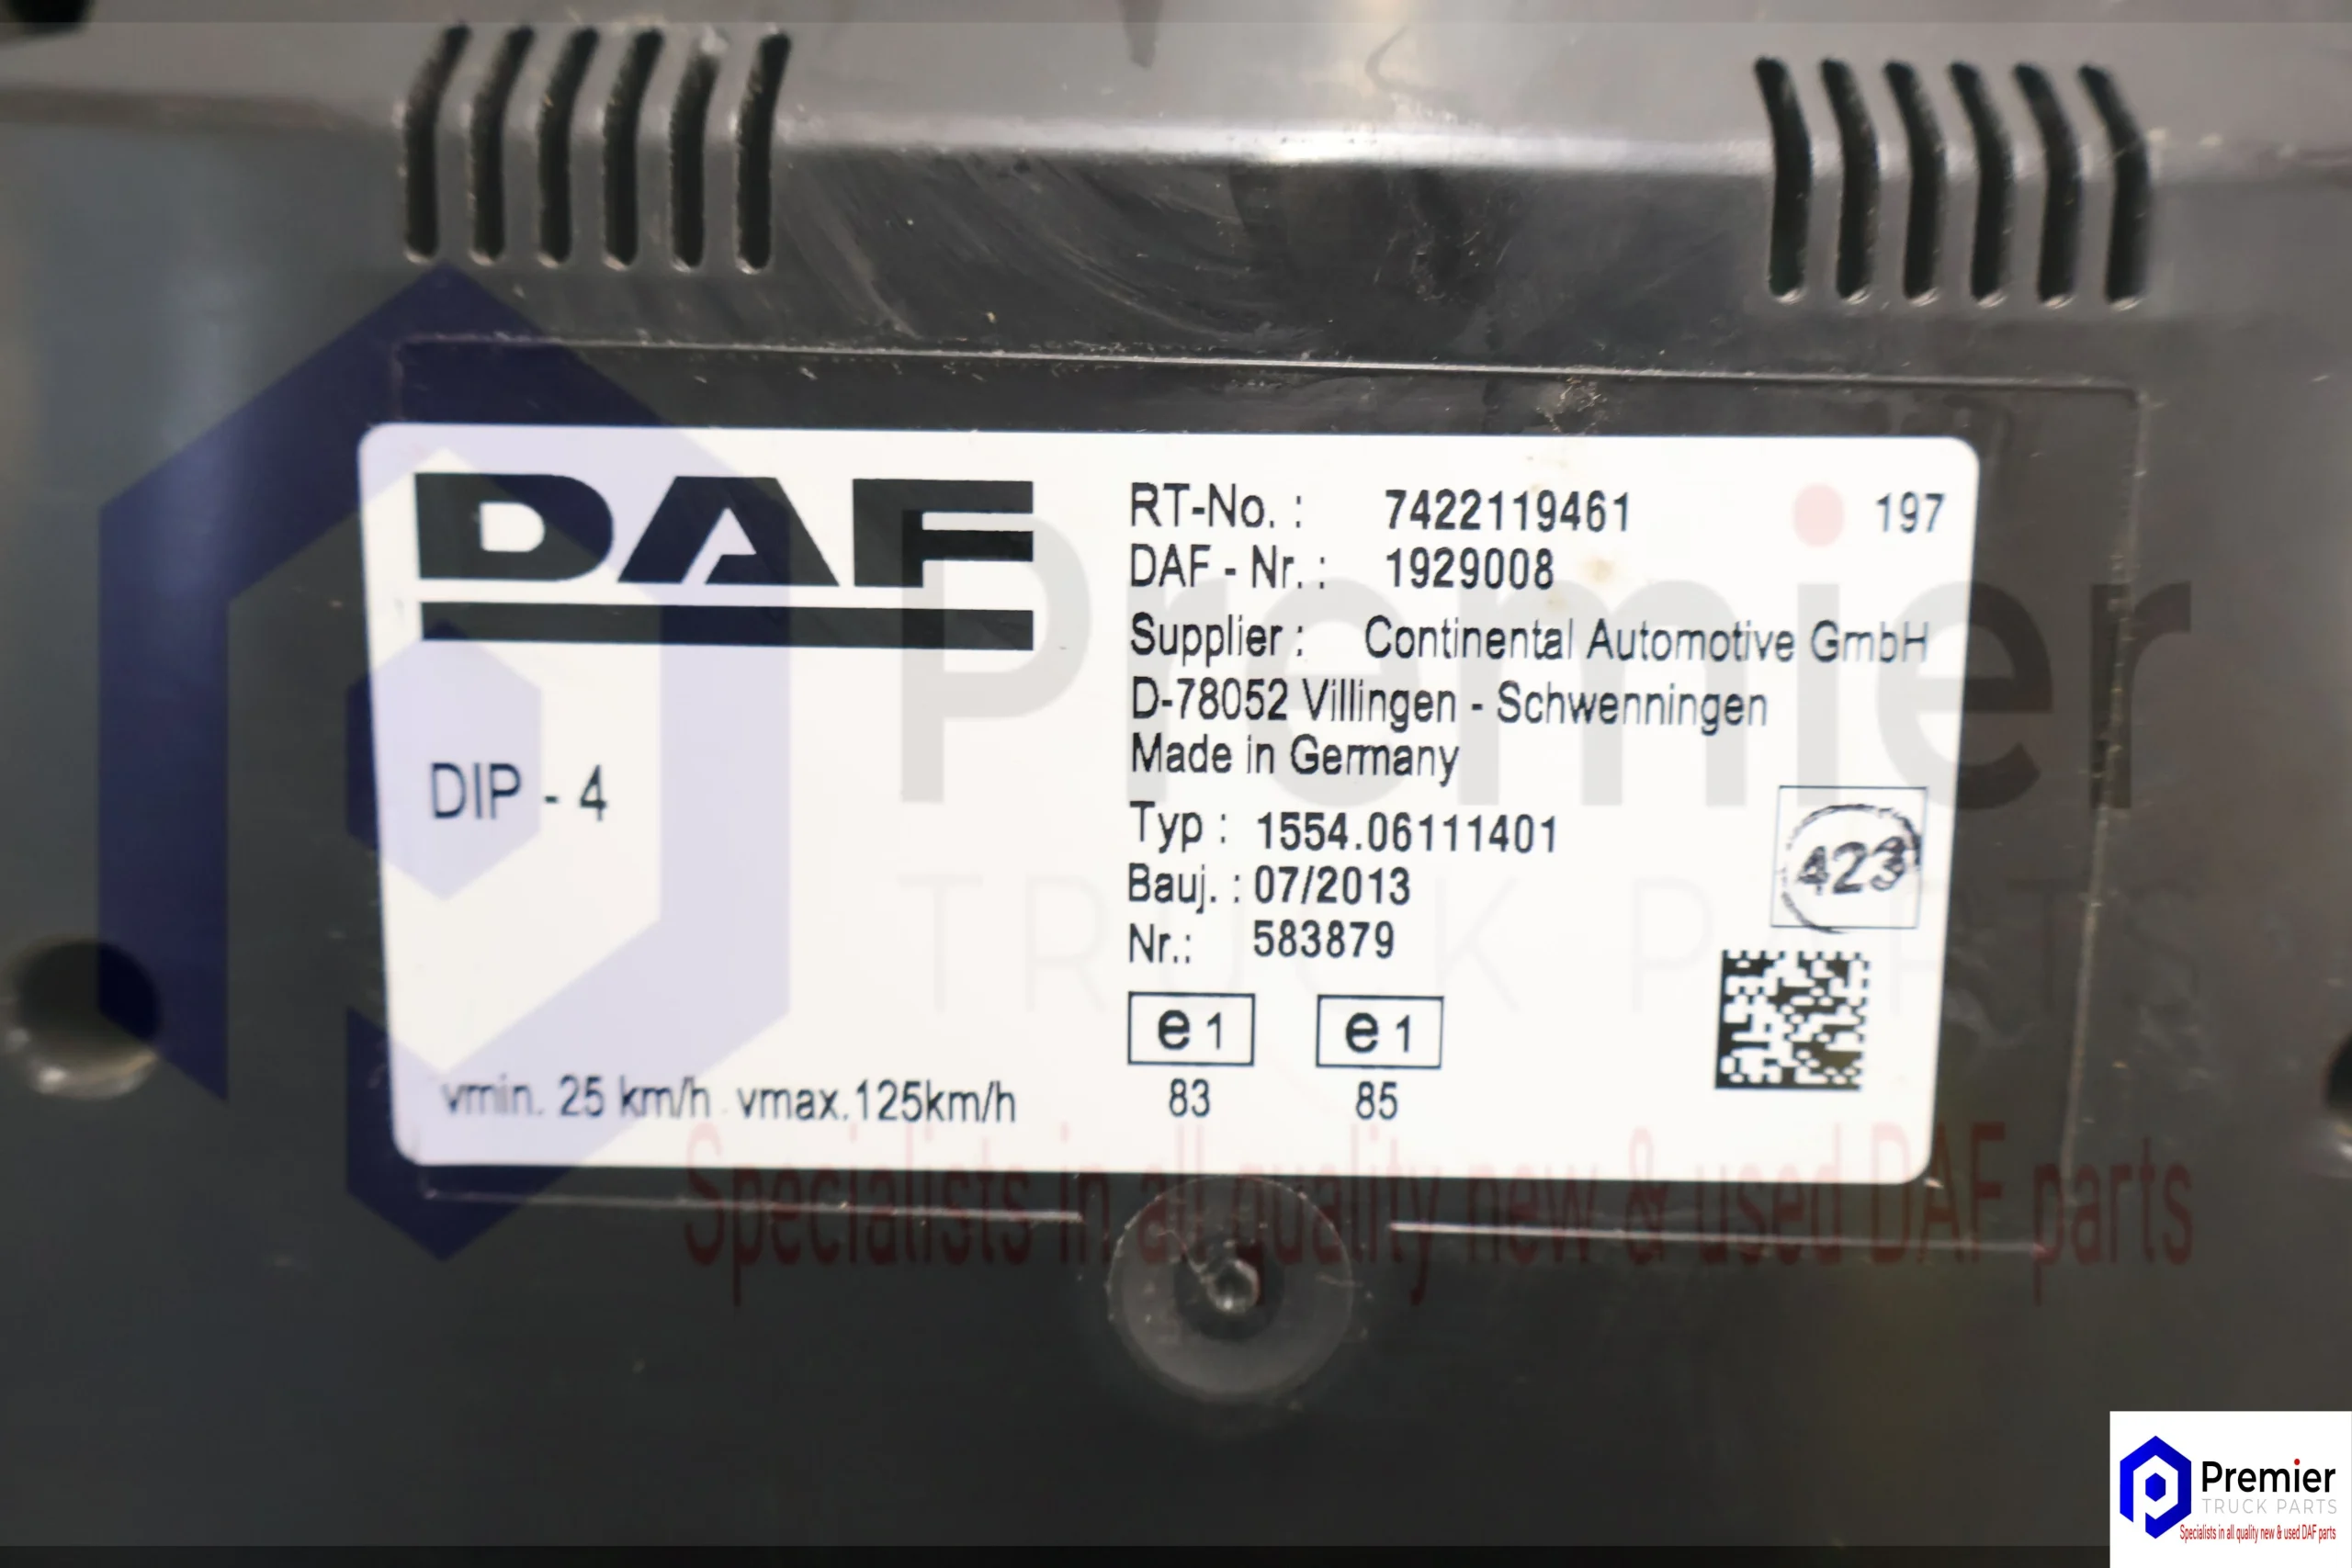 DAF
RT-No. : 7422119461 197
DAF - Nr. : 1929008
Supplier : Continental Automotive GmbH
D-78052 Villingen - Schwenningen
Made in Germany
DIP - 4
Typ : 1554.06111401
Bauj. : 07/2013
Nr.: 583879
423
e1 e1
83 85
vmin. 25 km/h vmax.125km/h
Premier
TRUCK PART
Specialists in all quality new & used DAF parts
Premier
TRUCK PARTS
Specialists in all quality new & used DAF parts